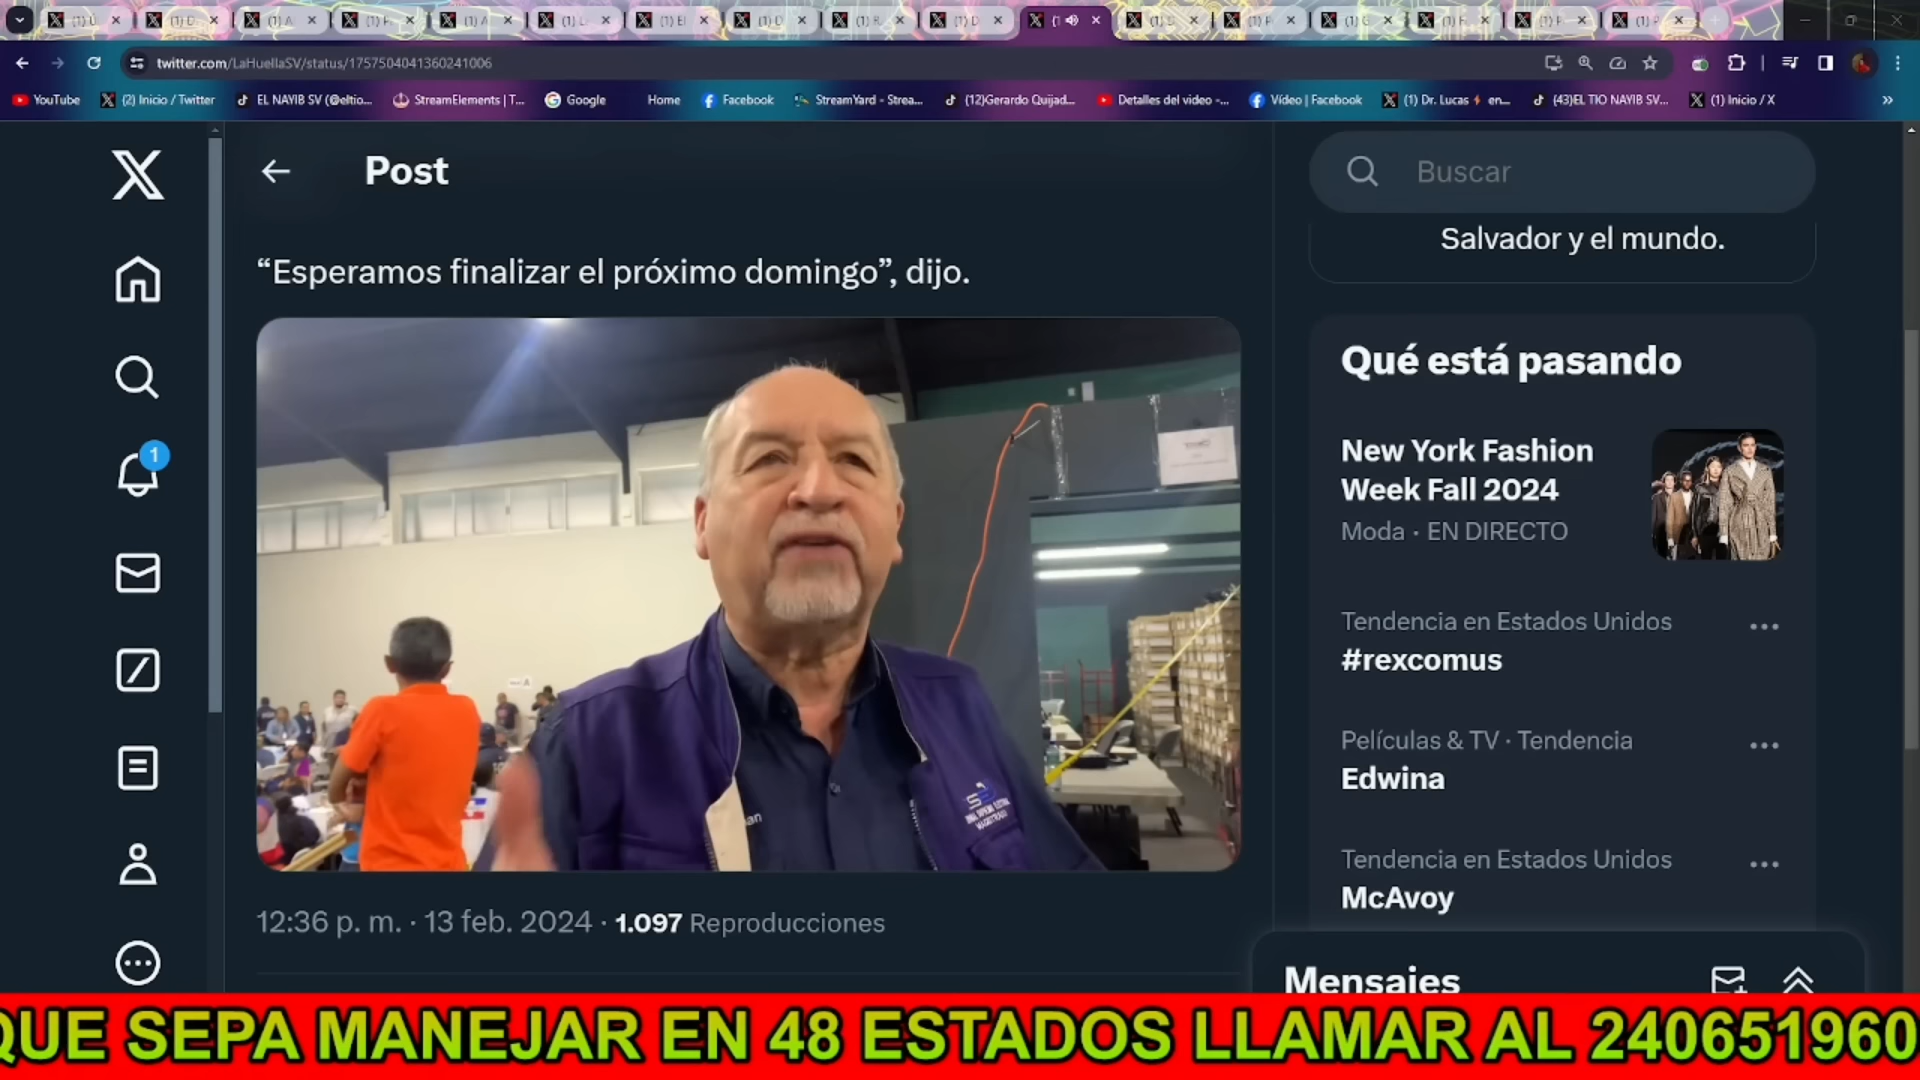 twitter.com/LaHuellaSV/status/1757504041360241006
YouTube
(2) Inicio / Twitter
EL NAYIB SV (@eltio...
StreamElements | T...
Google
Home
Facebook
StreamYard - Strea...
(12)Gerardo Quijad...
Detalles del video -...
Vídeo | Facebook
(1) Dr. Lucas⚡ en...
(43)EL TIO NAYIB SV...
(1) Inicio / X
Post
“Esperamos finalizar el próximo domingo”, dijo.
12:36 p. m. · 13 feb. 2024 · 1.097 Reproducciones
1
Buscar
Salvador y el mundo.
Qué está pasando
New York Fashion
Week Fall 2024
Moda · EN DIRECTO
Tendencia en Estados Unidos
#rexcomus
Películas & TV · Tendencia
Edwina
Tendencia en Estados Unidos
McAvoy
Mensajes
QUE SEPA MANEJAR EN 48 ESTADOS LLAMAR AL 240651960